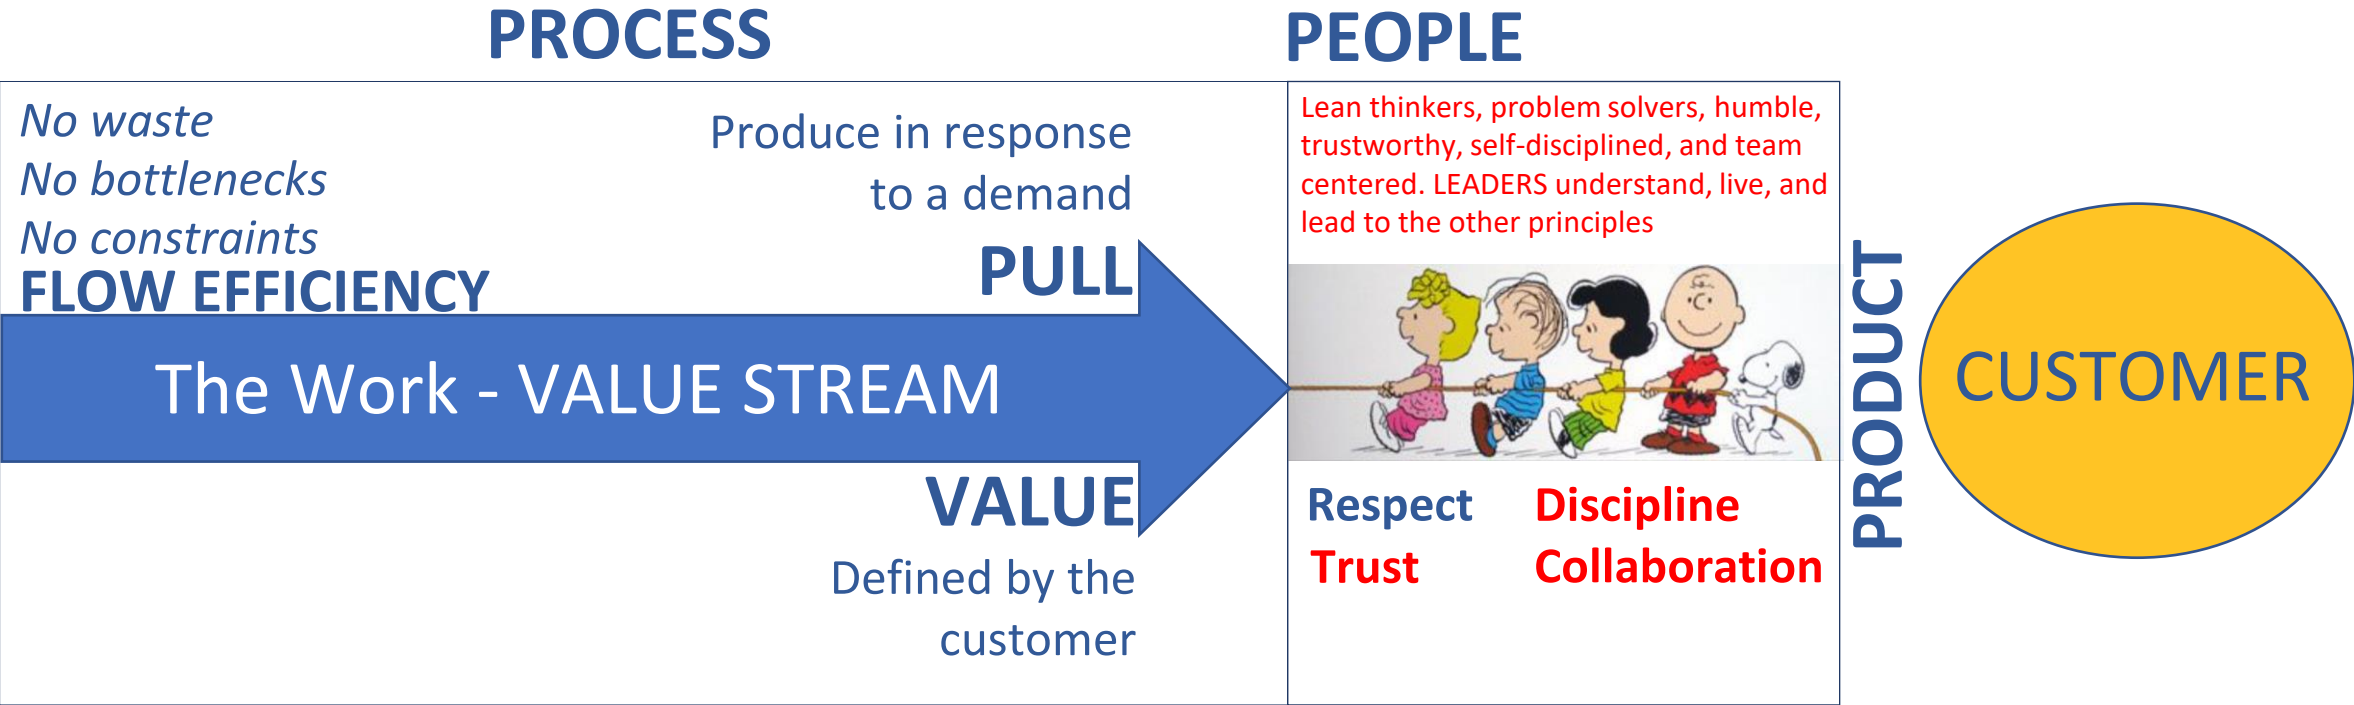 PROCESS
No waste
No bottlenecks
No constraints
FLOW EFFICIENCY
Produce in response
to a demand
PULL
The Work - VALUE STREAM
VALUE
Defined by the
customer
PEOPLE
Lean thinkers, problem solvers, humble,
trustworthy, self-disciplined, and team
centered. LEADERS understand, live, and
lead to the other principles
Respect
Discipline
Trust
Collaboration
PRODUCT
CUSTOMER